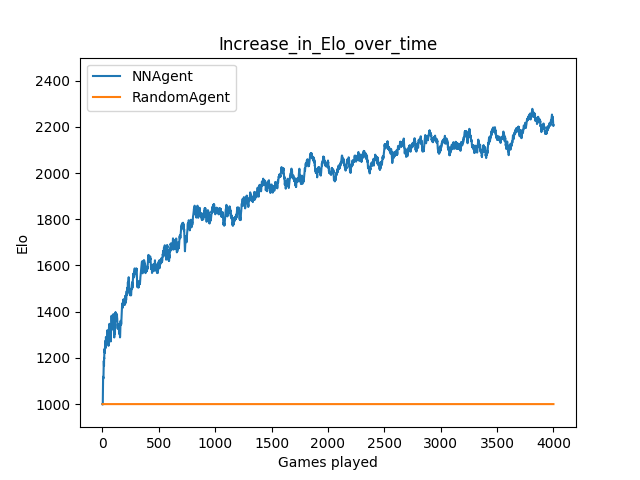 Increase_in_Elo_over_time
NNAgent
RandomAgent
2400
2200
2000
1800
1600
1400
1200
1000
Elo
0 500 1000 1500 2000 2500 3000 3500 4000
Games played